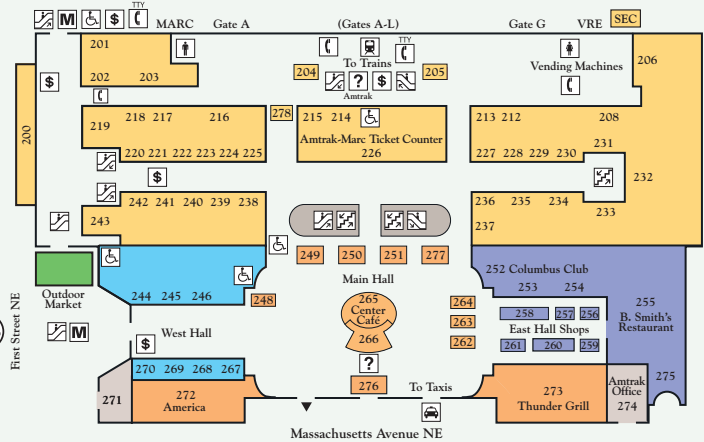 TTY
M $ MARC Gate A (Gates A-L) Gate G VRE SEC
201
TTY
To Trains
Vending Machines
206
202 203
204 ? $ 205
Amtrak
$
200
278
218 217 216
219
215 214
Amtrak-Marc Ticket Counter
226
213 212 208
220 221 222 223 224 225
227 228 229 230 231
232
$
242 241 240 239 238
243
236 235 234 233
237
249 250 251 277
252 Columbus Club
253 254
Main Hall
Outdoor
Market
244 245 246
248
265
Center
Café
266
264
263
262
258 257 256
East Hall Shops
261 260 259
255
B. Smith's
Restaurant
M
First Street NE
West Hall
$
?
270 269 268 267
276
To Taxis
275
271
272
America
273
Thunder Grill
Amtrak
Office
274
Massachusetts Avenue NE